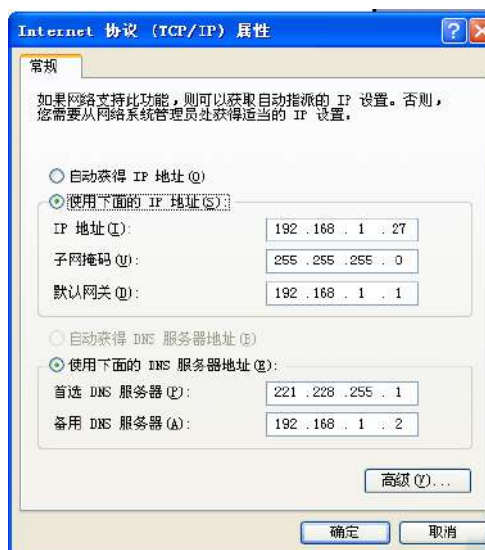 Internet 协议 (TCP/IP) 属性
常规
如果网络支持此功能,则可以获取自动指派的 IP 设置。否则,
您需要从网络系统管理员处获得适当的 IP 设置。
自动获得 IP 地址(O)
使用下面的 IP 地址(S):
IP 地址(I): 192 .168 . 1 . 27
子网掩码(U): 255 .255 .255 . 0
默认网关(D): 192 .168 . 1 . 1
自动获得 DNS 服务器地址(B)
使用下面的 DNS 服务器地址(E):
首选 DNS 服务器(P): 221 .228 .255 . 1
备用 DNS 服务器(A): 192 .168 . 1 . 2
高级(V)...
确定 取消